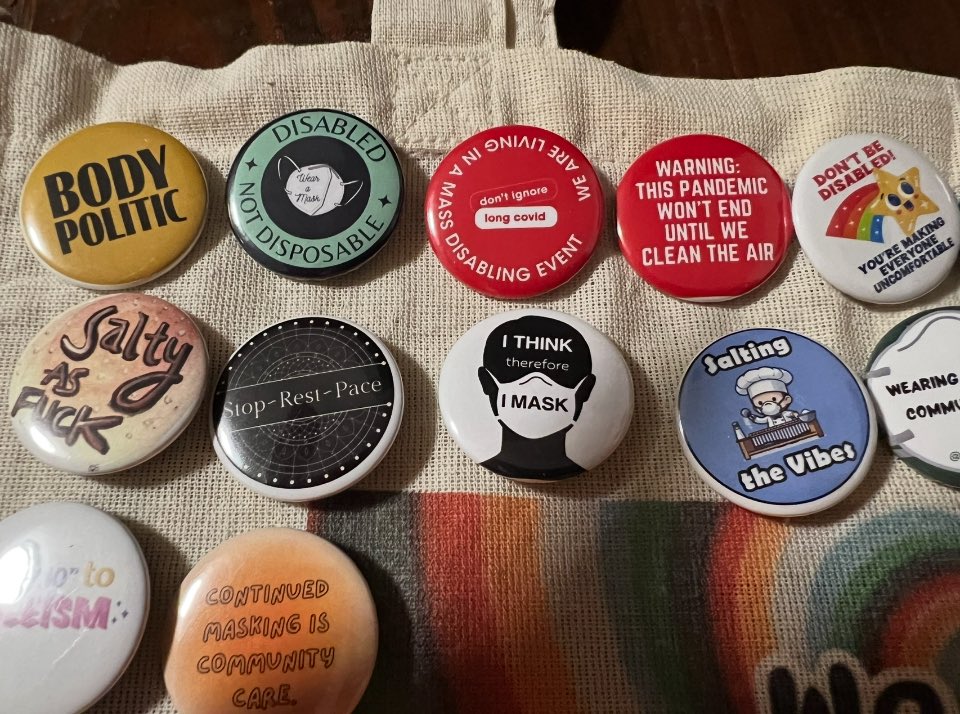 BODY
POLITIC
DISABLED
NOT DISPOSABLE
Wear
a
Mask
WE ARE LIVING IN A MASS DISABLING EVENT
don't ignore
long covid
WARNING:
THIS PANDEMIC
WON'T END
UNTIL WE
CLEAN THE AIR
DON'T BE
DISABLED!
YOU'RE MAKING
EVERYONE
UNCOMFORTABLE
Salty
AS
FUCK
Stop-Rest-Pace
I THINK
therefore
I MASK
Salting
the Vibes
WEARING
to
CONTINUED
MASKING IS
COMMUNITY
CARE.